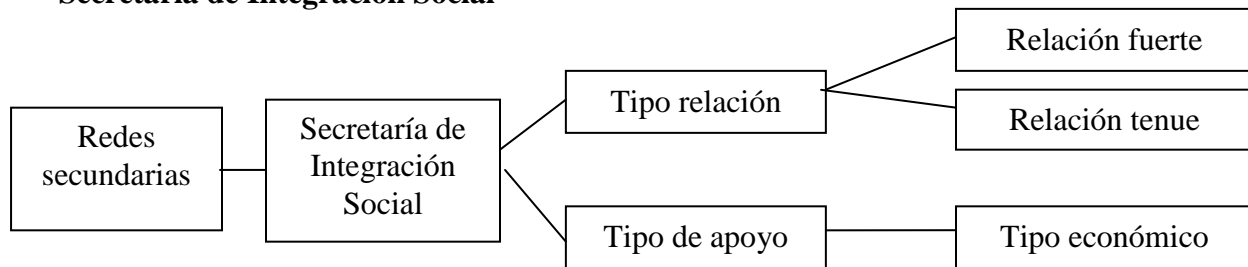 Secretaría de Integración Social
Redes
secundarias
Secretaría de
Integración
Social
Tipo relación
Relación fuerte
Relación tenue
Tipo de apoyo
Tipo económico